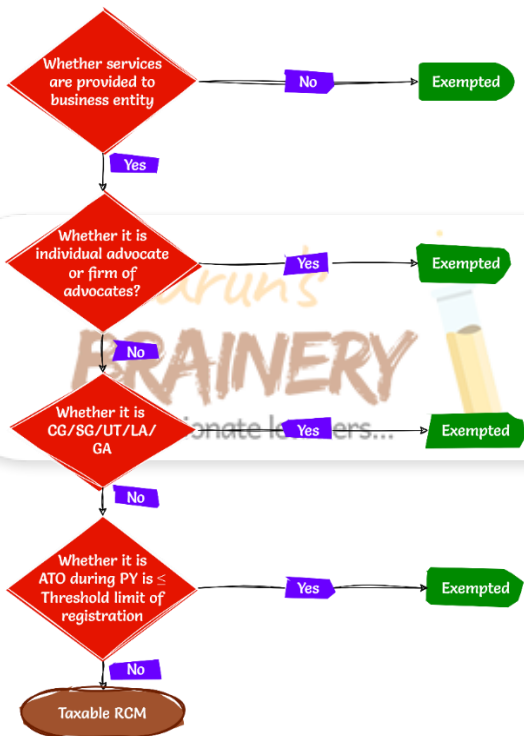 Whether services
are provided to
business entity
No
Exempted
Yes
Whether it is
individual advocate
or firm of
advocates?
Yes
Exempted
No
BRAINERY
Whether it is
CG/SG/UT/LA/
GA
Yes
Exempted
No
Whether it is
ATO during PY is ≤
Threshold limit of
registration
Yes
Exempted
No
Taxable RCM